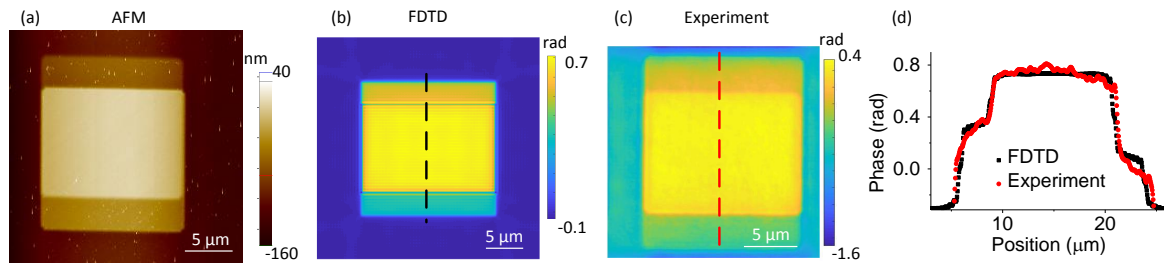 (a) AFM
nm
40
-160
5 μm
(b) FDTD
rad
0.7
-0.1
5 μm
(c) Experiment
rad
0.4
-1.6
5 μm
(d)
Phase (rad)
0.8
0.4
0.0
FDTD
Experiment
10 20
Position (μm)